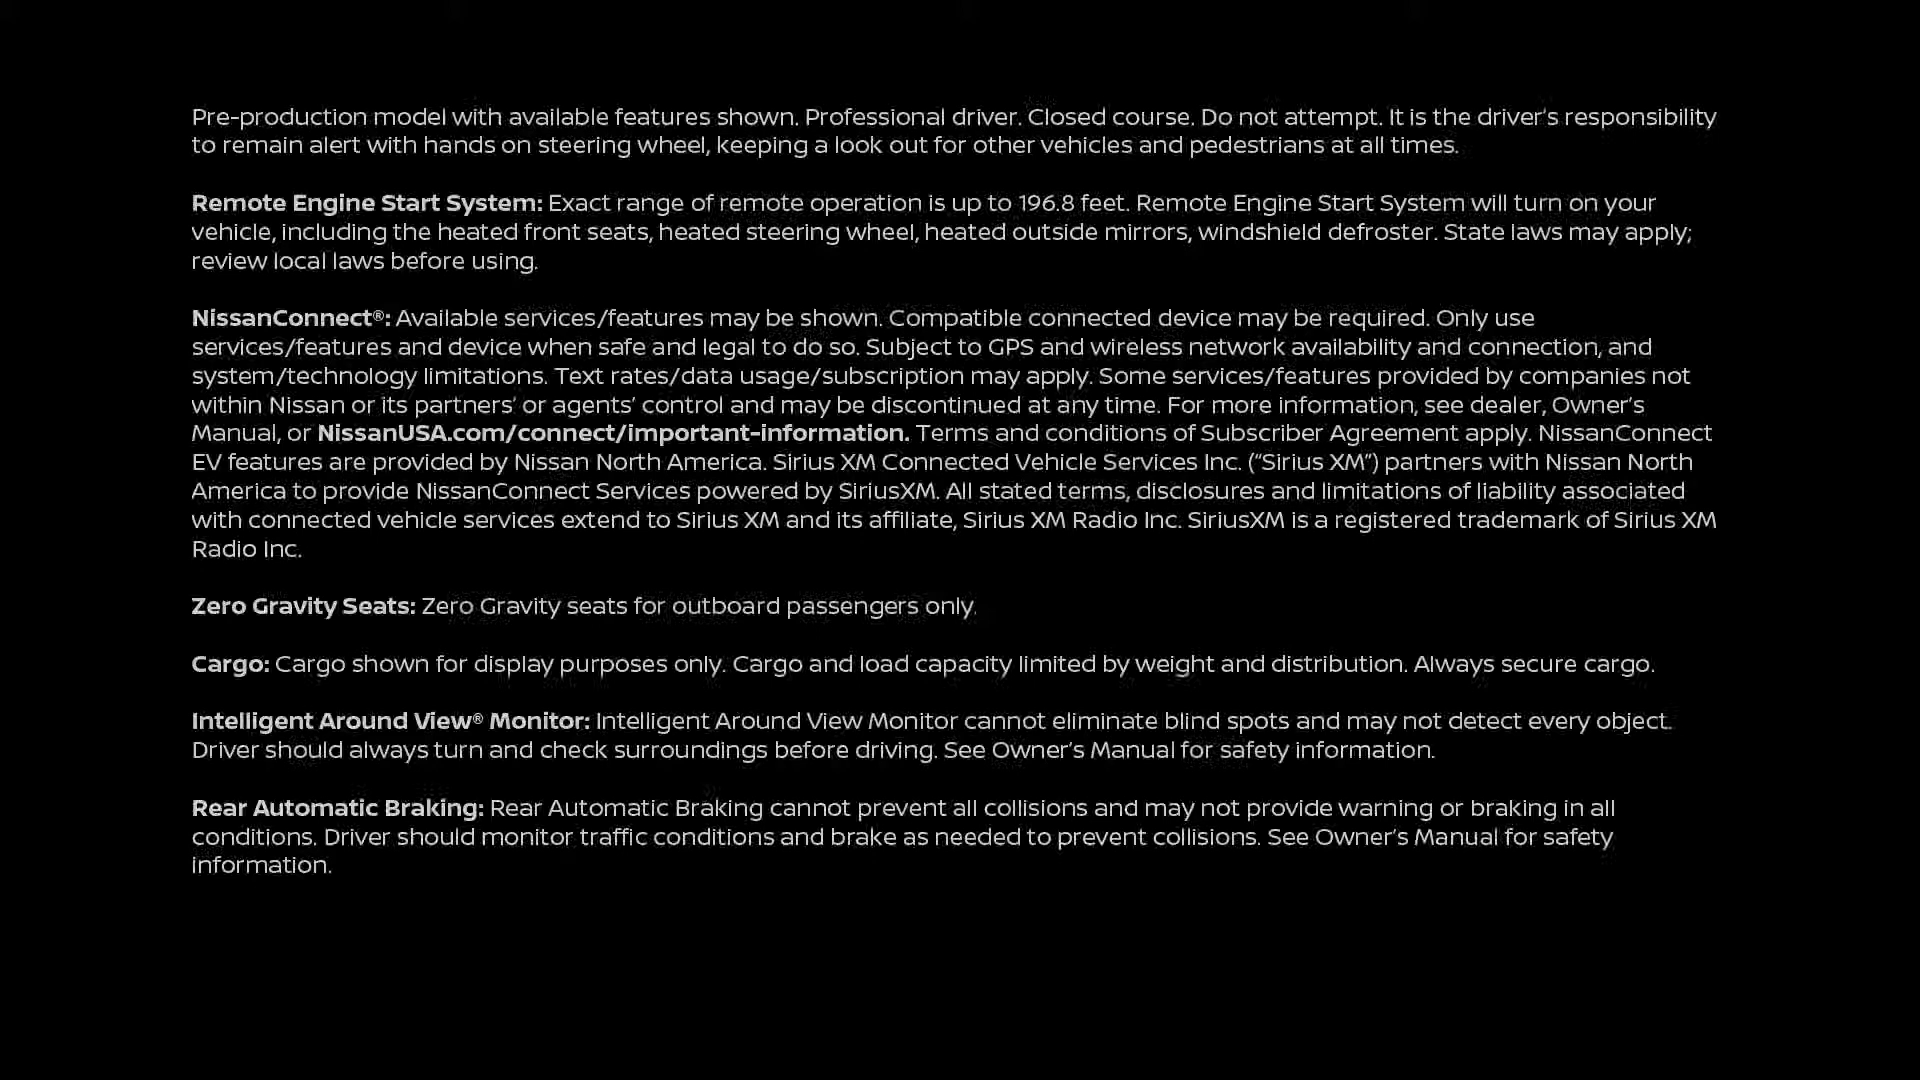 Pre-production model with available features shown. Professional driver. Closed course. Do not attempt. It is the driver's responsibility
to remain alert with hands on steering wheel, keeping a look out for other vehicles and pedestrians at all times.
Remote Engine Start System: Exact range of remote operation is up to 196.8 feet. Remote Engine Start System will turn on your
vehicle, including the heated front seats, heated steering wheel, heated outside mirrors, windshield defroster. State laws may apply;
review local laws before using.
NissanConnect®: Available services/features may be shown. Compatible connected device may be required. Only use
services/features and device when safe and legal to do so. Subject to GPS and wireless network availability and connection, and
system/technology limitations. Text rates/data usage/subscription may apply. Some services/features provided by companies not
within Nissan or its partners’ or agents’ control and may be discontinued at any time. For more information, see dealer, Owner’s
Manual, or NissanUSA.com/connect/important-information. Terms and conditions of Subscriber Agreement apply. NissanConnect
EV features are provided by Nissan North America. Sirius XM Connected Vehicle Services Inc. (“Sirius XM”) partners with Nissan North
America to provide NissanConnect Services powered by SiriusXM. All stated terms, disclosures and limitations of liability associated
with connected vehicle services extend to Sirius XM and its affiliate, Sirius XM Radio Inc. SiriusXM is a registered trademark of Sirius XM
Radio Inc.
Zero Gravity Seats: Zero Gravity seats for outboard passengers only.
Cargo: Cargo shown for display purposes only. Cargo and load capacity limited by weight and distribution. Always secure cargo.
Intelligent Around View® Monitor: Intelligent Around View Monitor cannot eliminate blind spots and may not detect every object.
Driver should always turn and check surroundings before driving. See Owner’s Manual for safety information.
Rear Automatic Braking: Rear Automatic Braking cannot prevent all collisions and may not provide warning or braking in all
conditions. Driver should monitor traffic conditions and brake as needed to prevent collisions. See Owner’s Manual for safety
information.